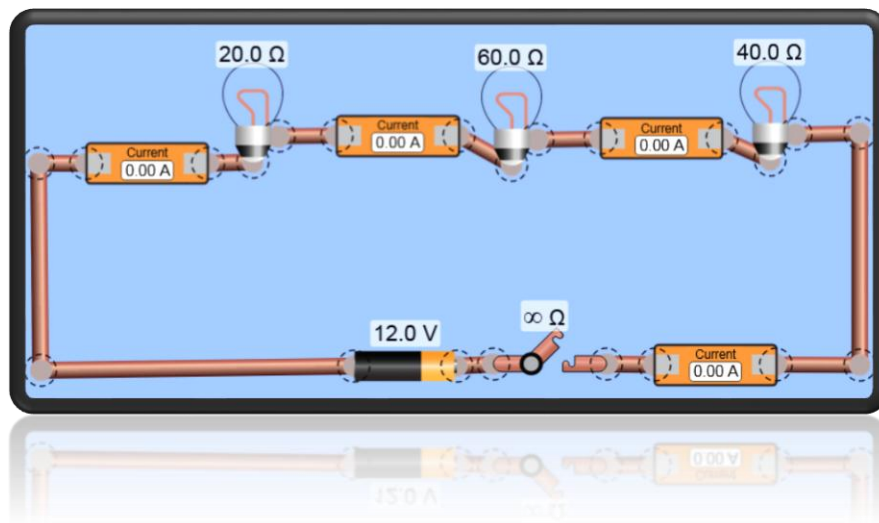 20.0 Ω
60.0 Ω
40.0 Ω
Current
0.00 A
Current
0.00 A
Current
0.00 A
12.0 V
∞ Ω
Current
0.00 A